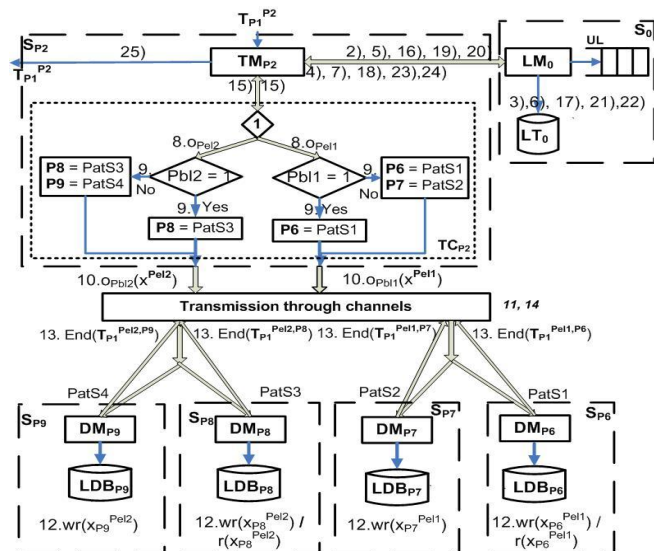 T_P1^P2
S_P2
25)
T_P1^P2
TM_P2
2), 5), 16), 19), 20)
4), 7), 18), 23),24)
S_0
LM_0
UL
3),6), 17), 21),22)
LT_0
15) 15)
1
8.o_Pel2
8.o_Pel1
P8 = PatS3
P9 = PatS4
9.
No
Pbl2 = 1
Pbl1 = 1
9.
No
P6 = PatS1
P7 = PatS2
9. Yes
9. Yes
P8 = PatS3
P6 = PatS1
TC_P2
10.o_Pbl2(x^Pel2)
10.o_Pbl1(x^Pel1)
Transmission through channels
11, 14
13. End(T_P1^Pel2,P9)
13. End(T_P1^Pel2,P8)
13. End(T_P1^Pel1,P7)
13. End(T_P1^Pel1,P6)
PatS4
PatS3
PatS2
PatS1
S_P9
DM_P9
S_P8
DM_P8
DM_P7
S_P7
DM_P6
S_P6
LDB_P9
LDB_P8
LDB_P7
LDB_P6
12.wr(x_P9^Pel2)
12.wr(x_P8^Pel2) /
r(x_P8^Pel2)
12.wr(x_P7^Pel1)
12.wr(x_P6^Pel1) /
r(x_P6^Pel1)